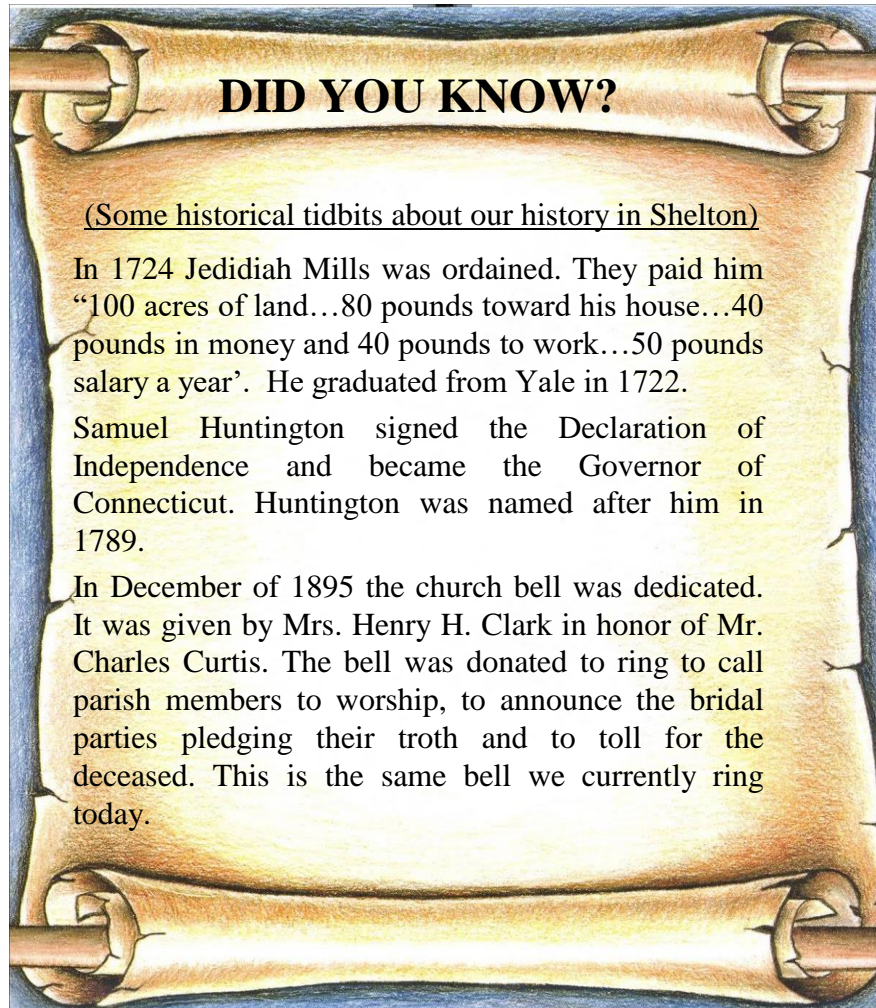 DID YOU KNOW?
(Some historical tidbits about our history in Shelton)
In 1724 Jedidiah Mills was ordained. They paid him
“100 acres of land…80 pounds toward his house…40
pounds in money and 40 pounds to work…50 pounds
salary a year’. He graduated from Yale in 1722.
Samuel Huntington signed the Declaration of
Independence and became the Governor of
Connecticut. Huntington was named after him in
1789.
In December of 1895 the church bell was dedicated.
It was given by Mrs. Henry H. Clark in honor of Mr.
Charles Curtis. The bell was donated to ring to call
parish members to worship, to announce the bridal
parties pledging their troth and to toll for the
deceased. This is the same bell we currently ring
today.